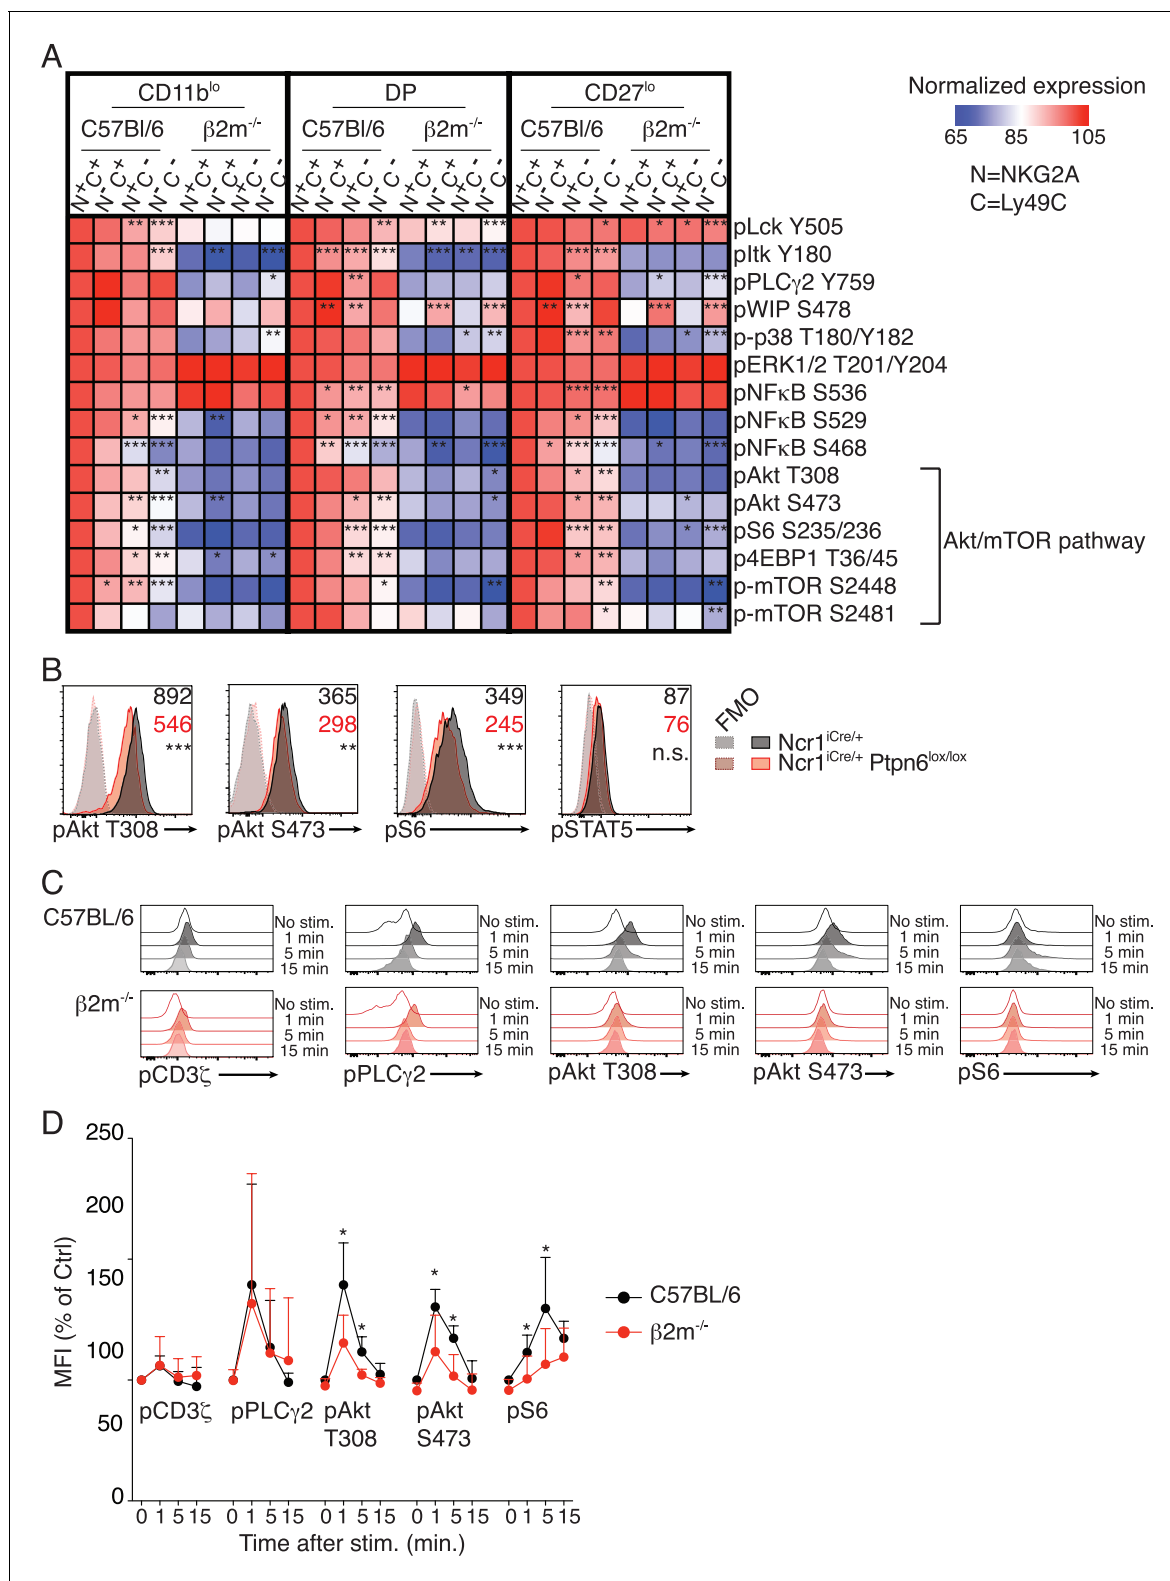 A
CD11b^lo DP CD27^lo
C57Bl/6 β2m^-/- C57Bl/6 β2m^-/- C57Bl/6 β2m^-/-
N+C+ N-C+ N+C- N-C- N+C+ N-C+ N+C- N-C- N+C+ N-C+ N+C- N-C- N+C+ N-C+ N+C- N-C- N+C+ N-C+ N+C- N-C- N+C+ N-C+ N+C- N-C-
Normalized expression
65 85 105
N=NKG2A
C=Ly49C
** *** ** ** *** * * * *** pLck Y505
*** ** *** *** *** *** *** ** *** *** *** pItk Y180
* ** * * *** pPLCγ2 Y759
** ** *** *** ** *** *** *** pWIP S478
** * ** *** ** * *** p-p38 T180/Y182
pERK1/2 T201/Y204
* ** ** * *** *** pNFκB S536
* *** ** * ** *** * *** pNFκB S529
*** *** ** *** *** ** *** * *** *** * *** pNFκB S468
** * * ** pAkt T308
** *** ** * ** * * ** * pAkt S473
* *** *** *** *** ** * *** pS6 S235/236
* ** * * ** ** * ** p4EBP1 T36/45
* ** *** * ** ** ** p-mTOR S2448
* ** p-mTOR S2481
Akt/mTOR pathway
B
892 365 349 87
546 298 245 76
*** ** *** n.s.
pAkt T308 pAkt S473 pS6 pSTAT5
FMO
Ncr1^iCre/+
Ncr1^iCre/+ Ptpn6^lox/lox
C
C57BL/6
No stim. No stim. No stim. No stim. No stim.
1 min 1 min 1 min 1 min 1 min
5 min 5 min 5 min 5 min 5 min
15 min 15 min 15 min 15 min 15 min
β2m^-/-
No stim. No stim. No stim. No stim. No stim.
1 min 1 min 1 min 1 min 1 min
5 min 5 min 5 min 5 min 5 min
15 min 15 min 15 min 15 min 15 min
pCD3ζ pPLCγ2 pAkt T308 pAkt S473 pS6
D
MFI (% of Ctrl)
250
200
150
100
50
0
* * * * * *
C57BL/6
β2m^-/-
pCD3ζ pPLCγ2 pAkt T308 pAkt S473 pS6
0 1 5 15 0 1 5 15 0 1 5 15 0 1 5 15 0 1 5 15
Time after stim. (min.)